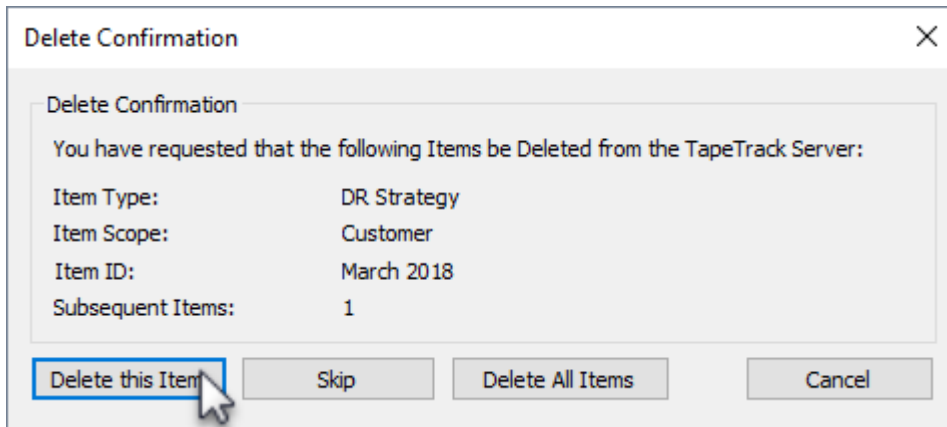 Delete Confirmation
Delete Confirmation
You have requested that the following Items be Deleted from the TapeTrack Server:
Item Type: DR Strategy
Item Scope: Customer
Item ID: March 2018
Subsequent Items: 1
Delete this Item Skip Delete All Items Cancel